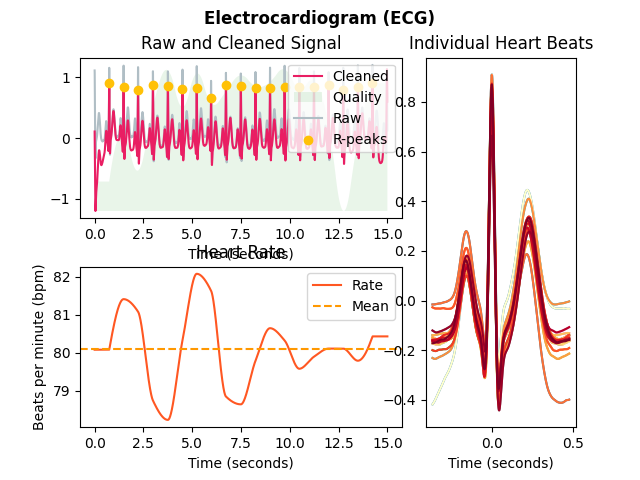 Electrocardiogram (ECG)
Raw and Cleaned Signal
Individual Heart Beats
1
0
−1
Cleaned
Quality
Raw
R-peaks
0.0 2.5 5.0 7.5 10.0 12.5 15.0
Time (seconds)
Heart Rate
82
81
80
79
Beats per minute (bpm)
Rate
Mean
0.0 2.5 5.0 7.5 10.0 12.5 15.0
Time (seconds)
0.8
0.6
0.4
0.2
0.0
−0.2
−0.4
0.0 0.5
Time (seconds)